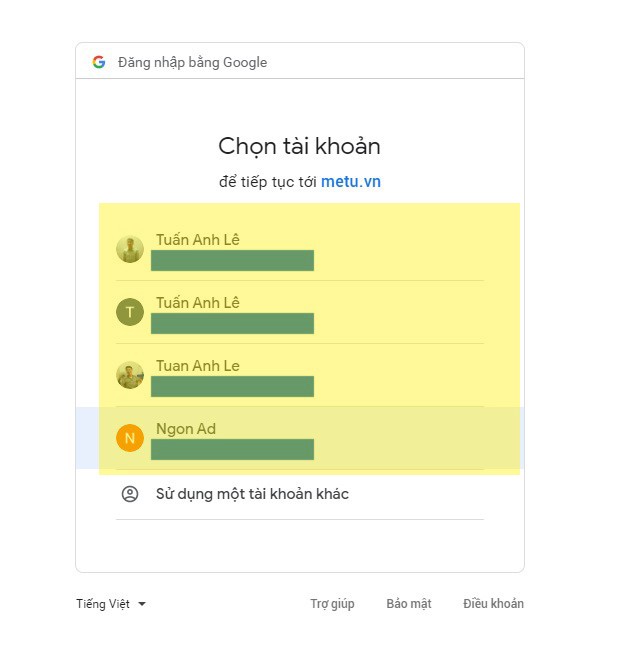 Đăng nhập bằng Google
Chọn tài khoản
để tiếp tục tới metu.vn
Tuấn Anh Lê
T
Tuấn Anh Lê
Tuan Anh Le
N
Ngon Ad
Sử dụng một tài khoản khác
Tiếng Việt
Trợ giúp Bảo mật Điều khoản